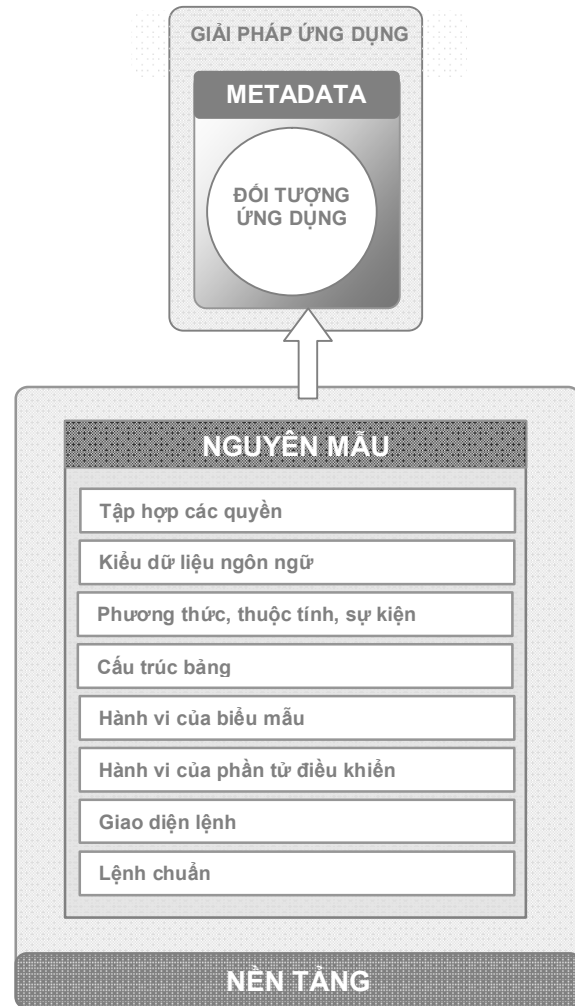 GIẢI PHÁP ỨNG DỤNG
METADATA
ĐỐI TƯỢNG
ỨNG DỤNG
NGUYÊN MẪU
Tập hợp các quyền
Kiểu dữ liệu ngôn ngữ
Phương thức, thuộc tính, sự kiện
Cấu trúc bảng
Hành vi của biểu mẫu
Hành vi của phần tử điều khiển
Giao diện lệnh
Lệnh chuẩn
NỀN TẢNG